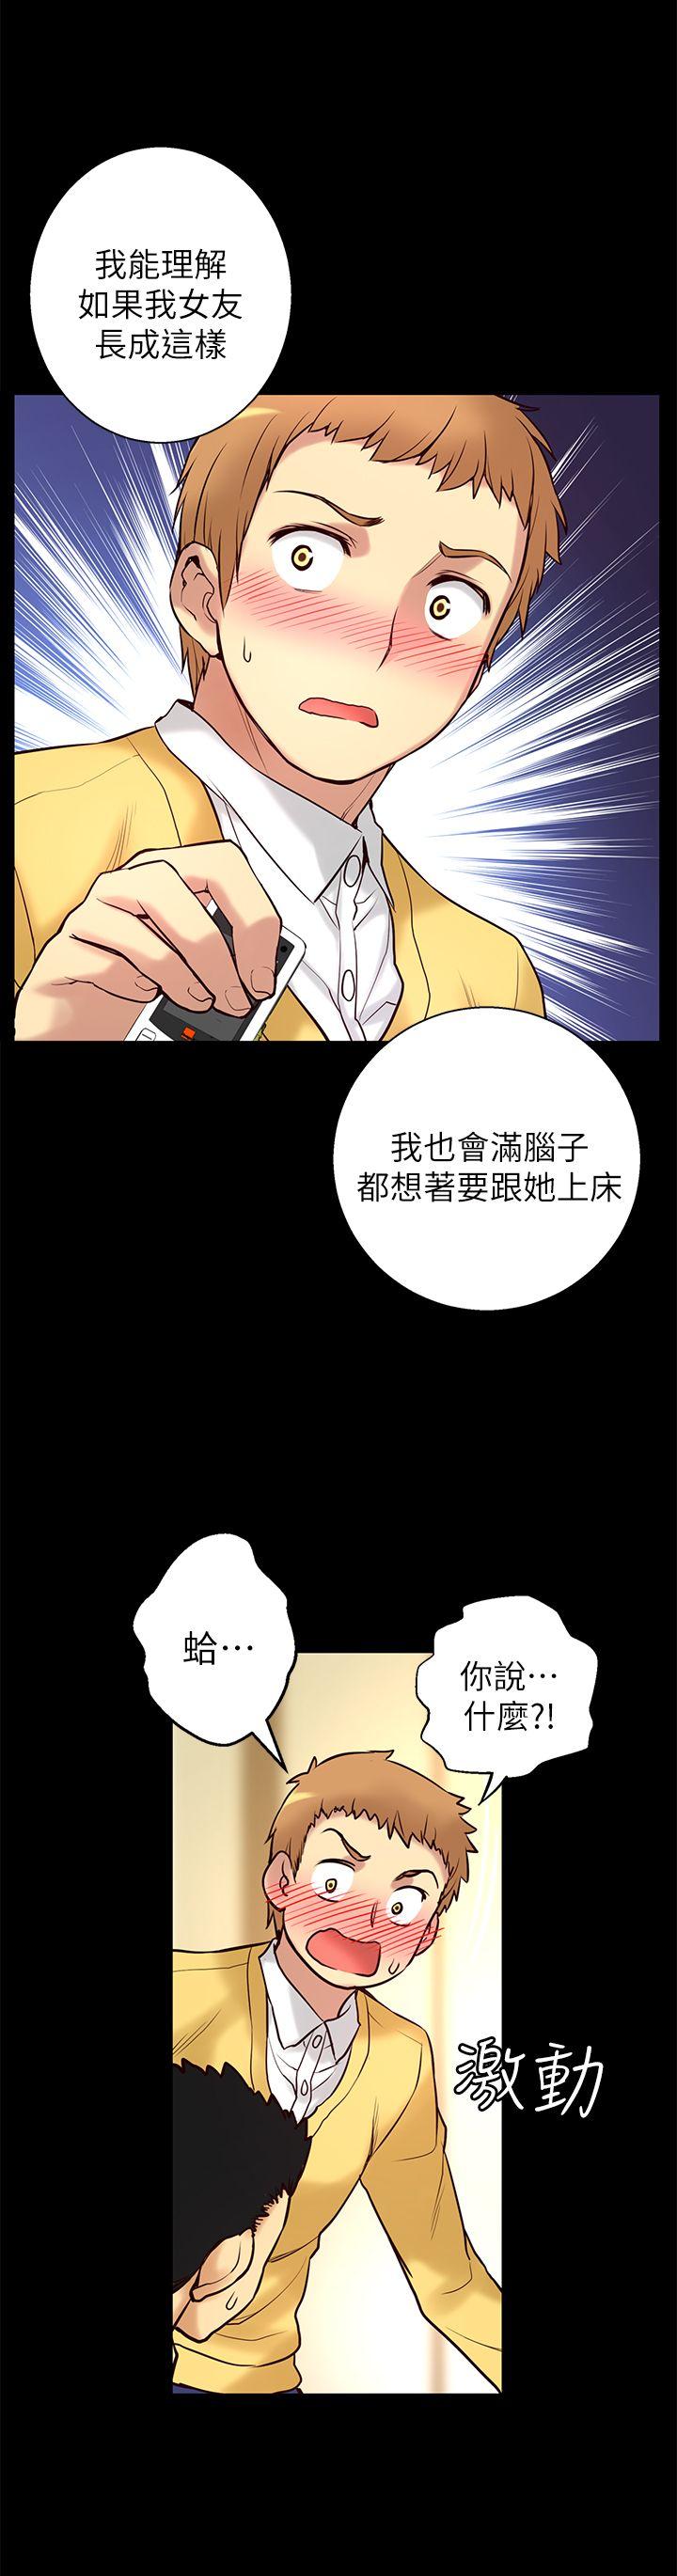 我能理解
如果我女友
長成這樣
我也會滿腦子
都想著要跟她上床
蛤…
你說…
什麼?!
激動